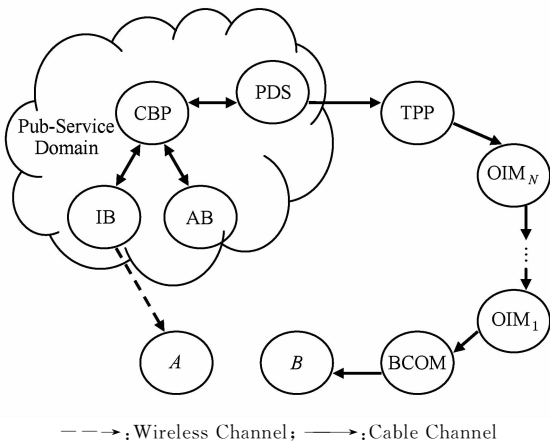 PDS
CBP
TPP
Pub-Service
Domain
OIM_N
IB
AB
⋮
OIM_1
A
B
BCOM
– – →:Wireless Channel; ——→:Cable Channel